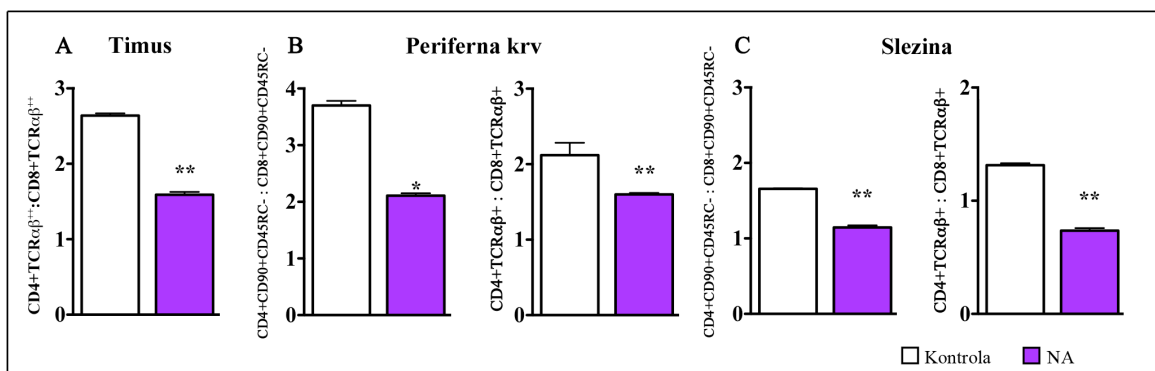 A Timus
B Periferna krv
C Slezina
CD4+TCRαβ⁺⁺:CD8+TCRαβ⁺⁺
3
2
1
0
**
CD4+CD90+CD45RC- : CD8+CD90+CD45RC-
4
3
2
1
0
*
CD4+TCRαβ+ : CD8+TCRαβ+
3
2
1
0
**
CD4+CD90+CD45RC- : CD8+CD90+CD45RC-
3
2
1
0
**
CD4+TCRαβ+ : CD8+TCRαβ+
2
1
0
**
Kontrola
NA